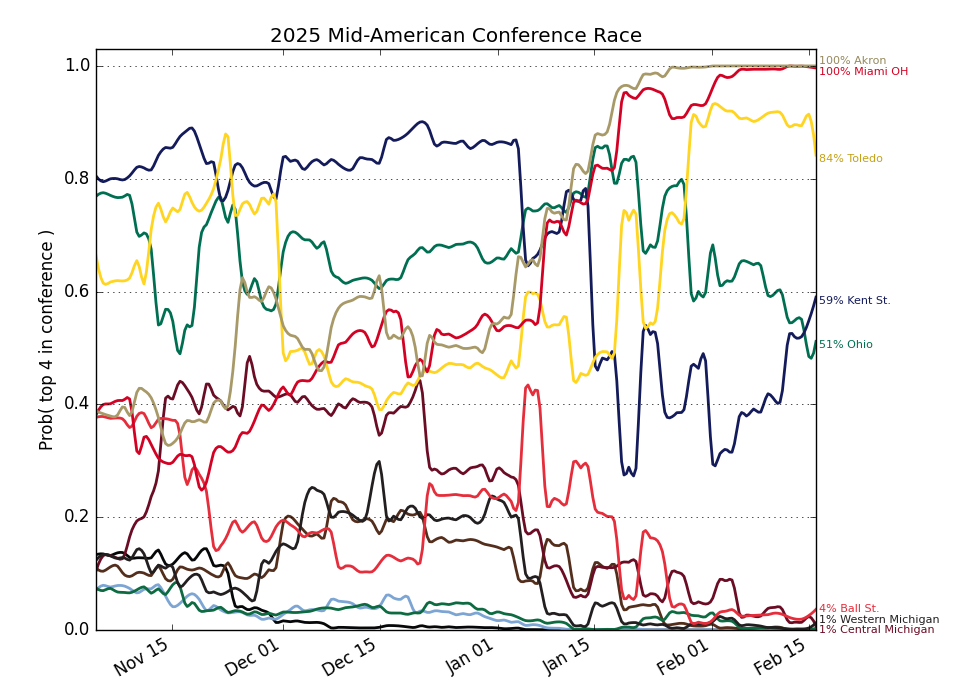 2025 Mid-American Conference Race
Prob( top 4 in conference )
1.0
0.8
0.6
0.4
0.2
0.0
Nov 15
Dec 01
Dec 15
Jan 01
Jan 15
Feb 01
Feb 15
100% Akron
100% Miami OH
84% Toledo
59% Kent St.
51% Ohio
4% Ball St.
1% Western Michigan
1% Central Michigan